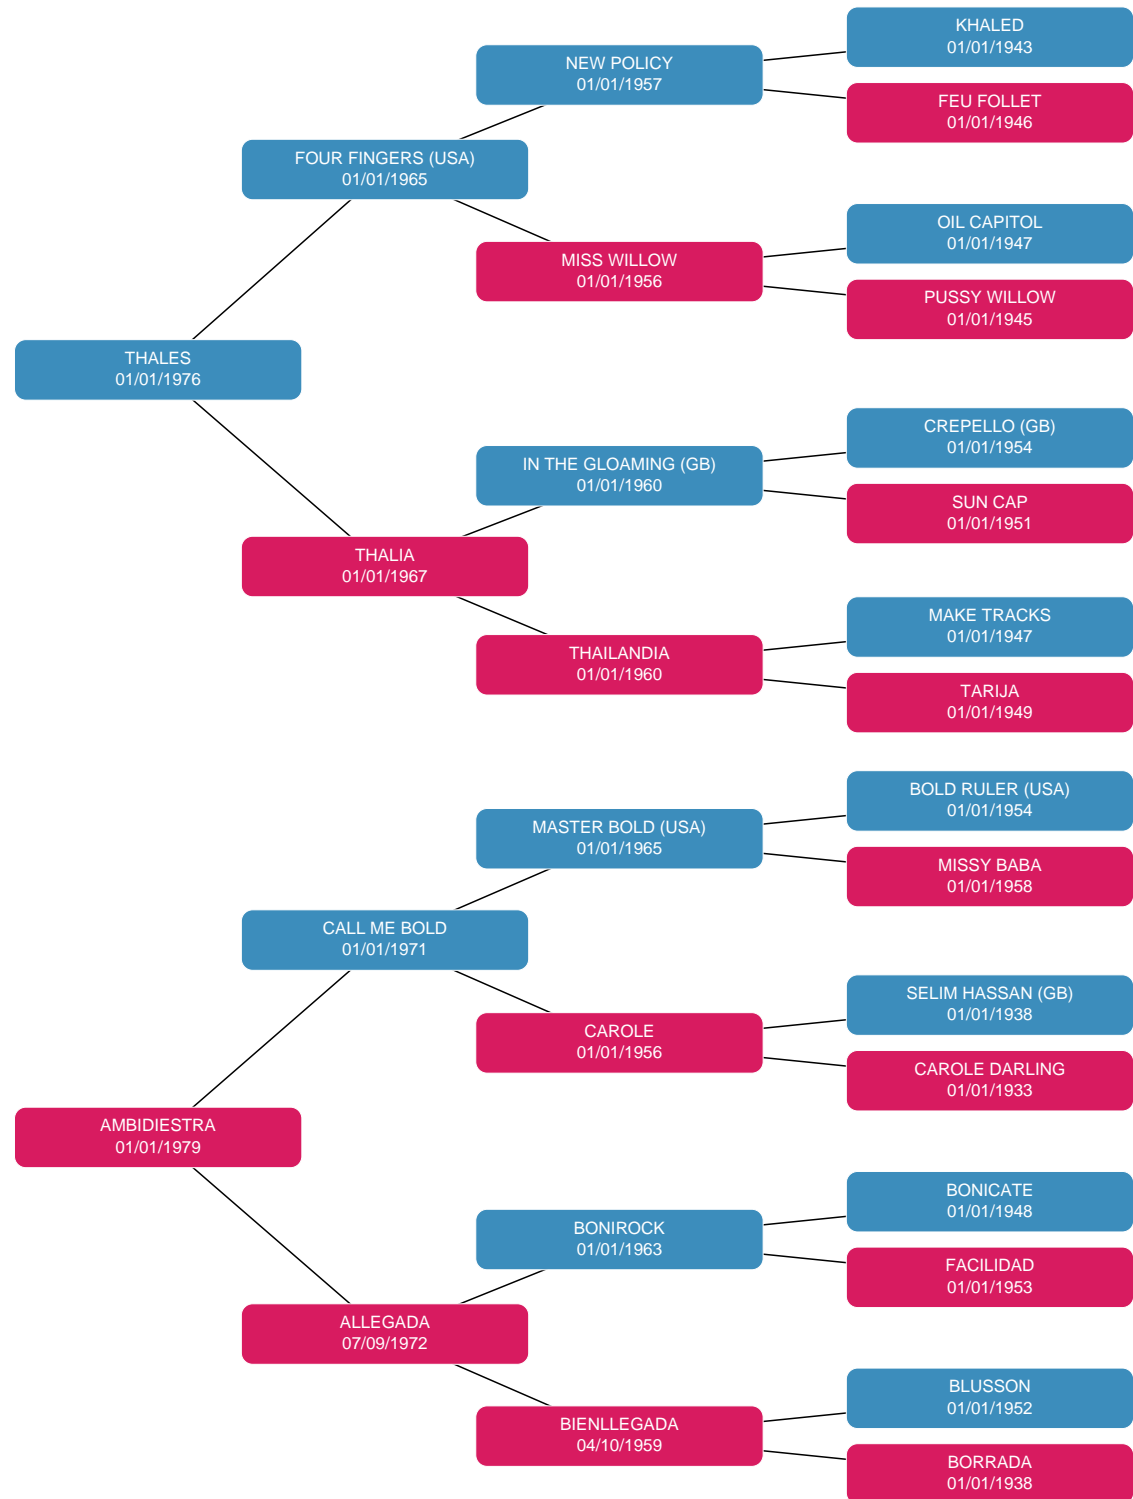 KHALED
01/01/1943
NEW POLICY
01/01/1957
FEU FOLLET
01/01/1946
FOUR FINGERS (USA)
01/01/1965
OIL CAPITOL
01/01/1947
MISS WILLOW
01/01/1956
PUSSY WILLOW
01/01/1945
THALES
01/01/1976
CREPELLO (GB)
01/01/1954
IN THE GLOAMING (GB)
01/01/1960
SUN CAP
01/01/1951
THALIA
01/01/1967
MAKE TRACKS
01/01/1947
THAILANDIA
01/01/1960
TARIJA
01/01/1949
BOLD RULER (USA)
01/01/1954
MASTER BOLD (USA)
01/01/1965
MISSY BABA
01/01/1958
CALL ME BOLD
01/01/1971
SELIM HASSAN (GB)
01/01/1938
CAROLE
01/01/1956
CAROLE DARLING
01/01/1933
AMBIDIESTRA
01/01/1979
BONICATE
01/01/1948
BONIROCK
01/01/1963
FACILIDAD
01/01/1953
ALLEGADA
07/09/1972
BLUSSON
01/01/1952
BIENLLEGADA
04/10/1959
BORRADA
01/01/1938